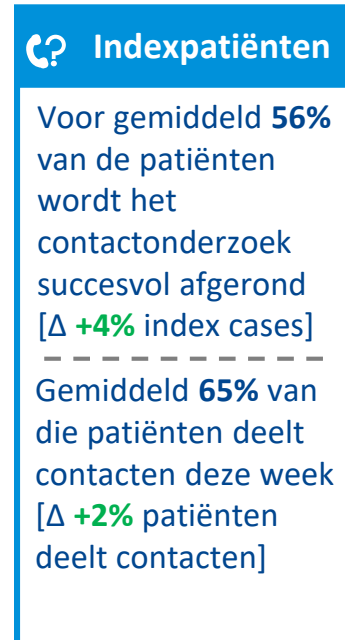 Indexpatiënten
Voor gemiddeld 56%
van de patiënten
wordt het
contactonderzoek
succesvol afgerond
[Δ +4% index cases]
Gemiddeld 65% van
die patiënten deelt
contacten deze week
[Δ +2% patiënten
deelt contacten]